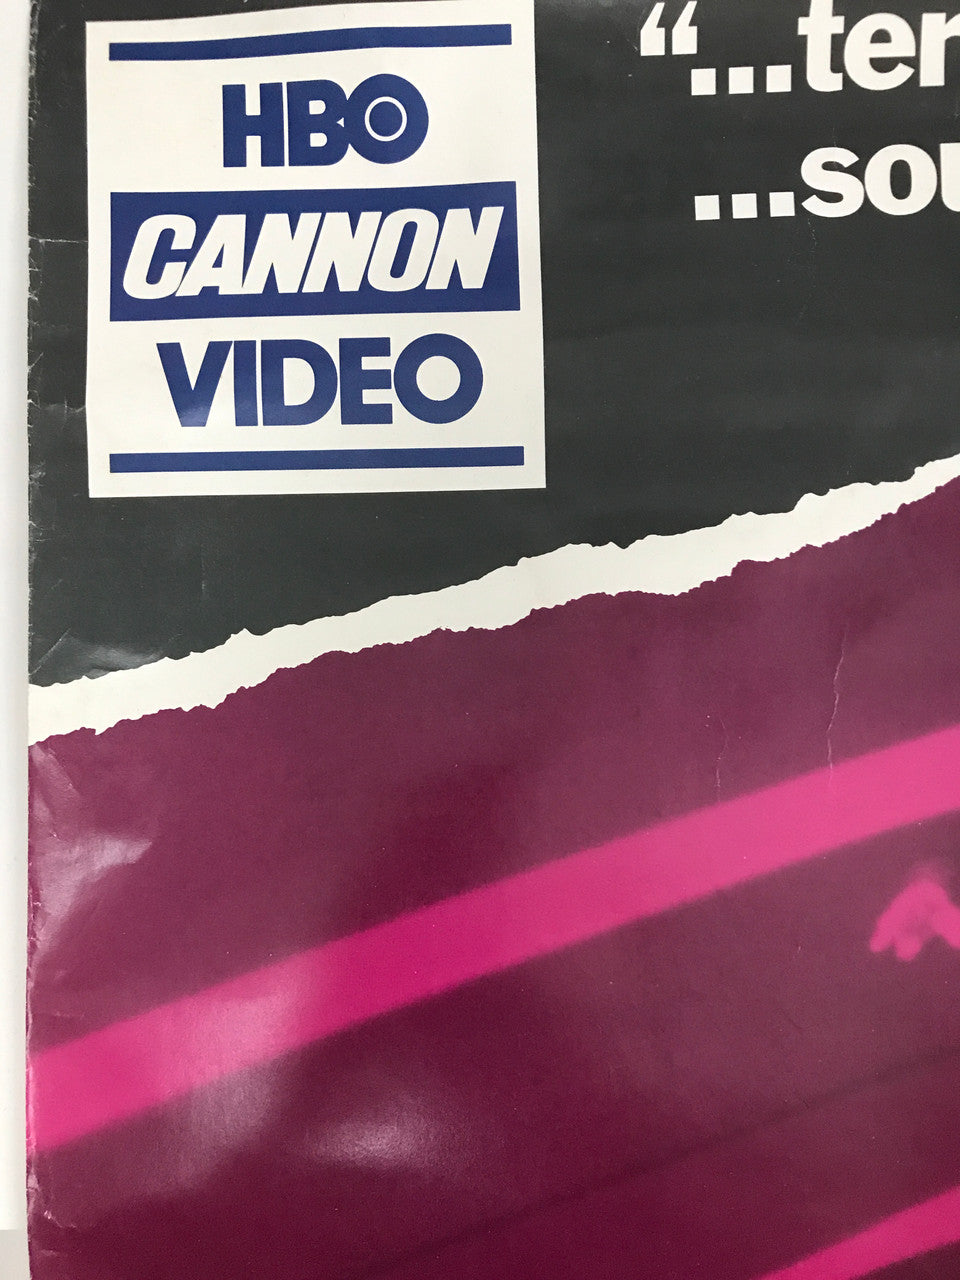 HBO
CANNON
VIDEO
“...ter
...sou